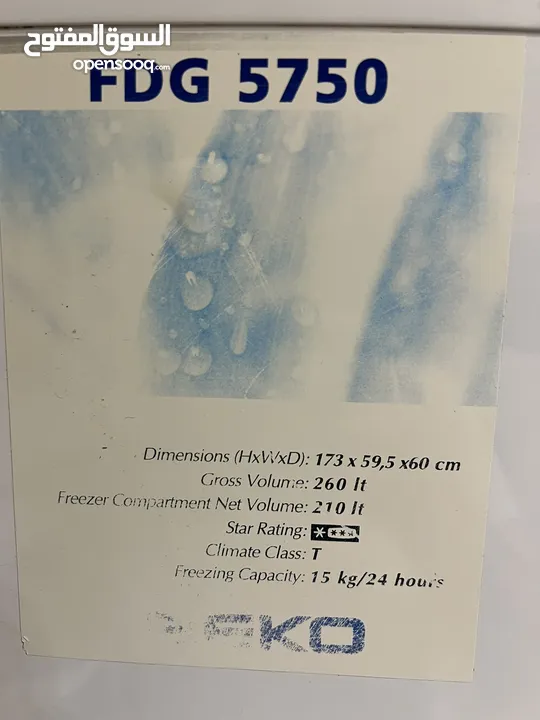 السوق المفتوح
opensooq.com
FDG 5750
Dimensions (HxWxD): 173 x 59,5 x60 cm
Gross Volume: 260 lt
Freezer Compartment Net Volume: 210 lt
Star Rating: ****
Climate Class: T
Freezing Capacity: 15 kg/24 hours
BEKO